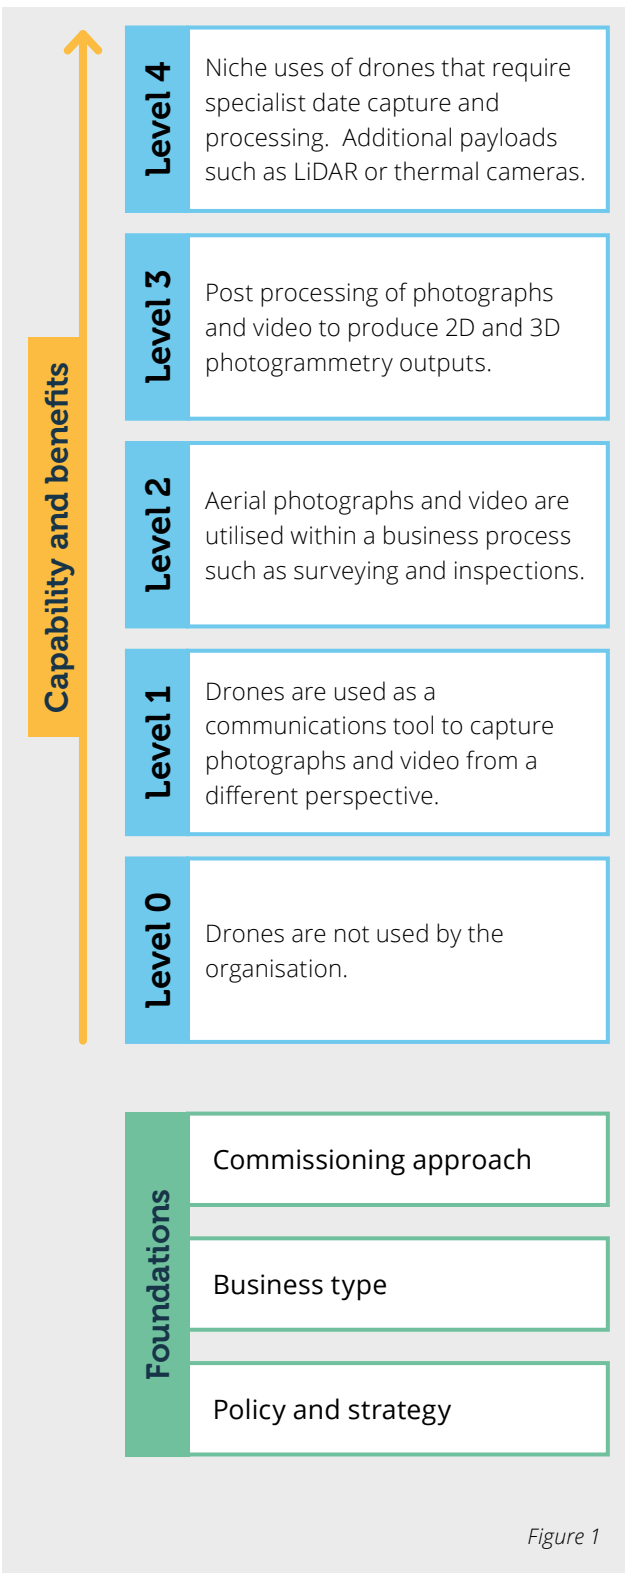 Capability and benefits
Level 4
Niche uses of drones that require
specialist date capture and
processing.  Additional payloads
such as LiDAR or thermal cameras.
Level 3
Post processing of photographs
and video to produce 2D and 3D
photogrammetry outputs.
Level 2
Aerial photographs and video are
utilised within a business process
such as surveying and inspections.
Level 1
Drones are used as a
communications tool to capture
photographs and video from a
different perspective.
Level 0
Drones are not used by the
organisation.
Foundations
Commissioning approach
Business type
Policy and strategy
Figure 1